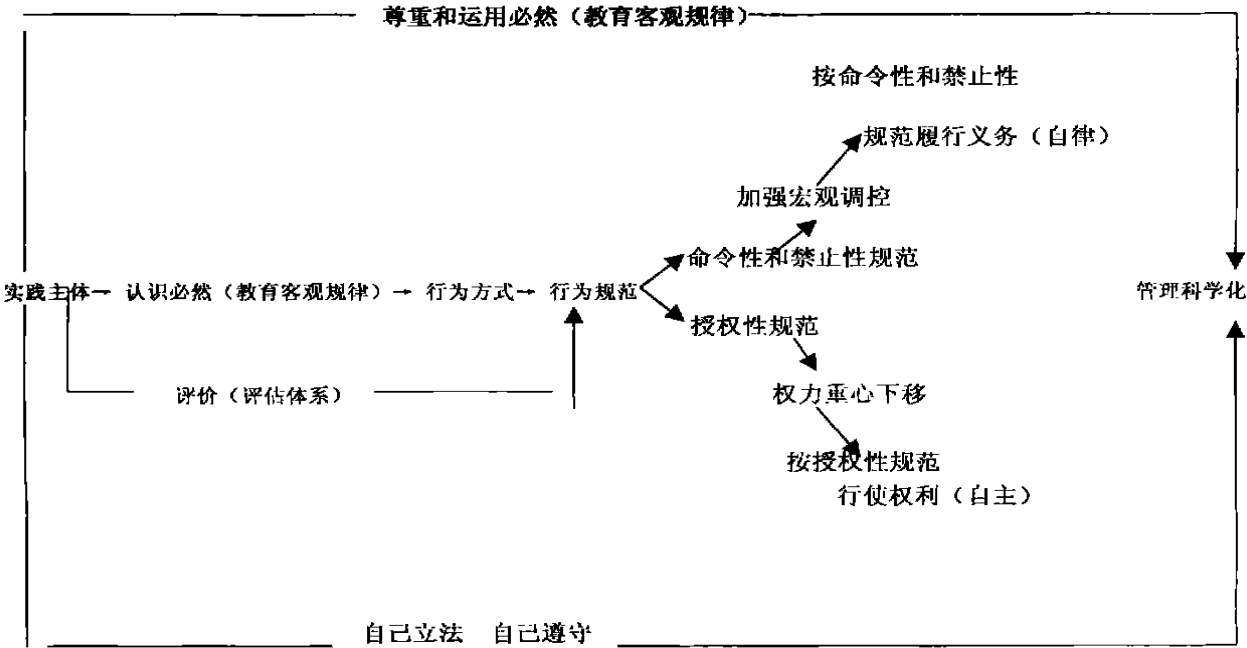 尊重和运用必然（教育客观规律）
按命令性和禁止性
规范履行义务（自律）
加强宏观调控
命令性和禁止性规范
实践主体→ 认识必然（教育客观规律）→ 行为方式→ 行为规范
管理科学化
授权性规范
评价（评估体系）
权力重心下移
按授权性规范
行使权利（自主）
自己立法 自己遵守